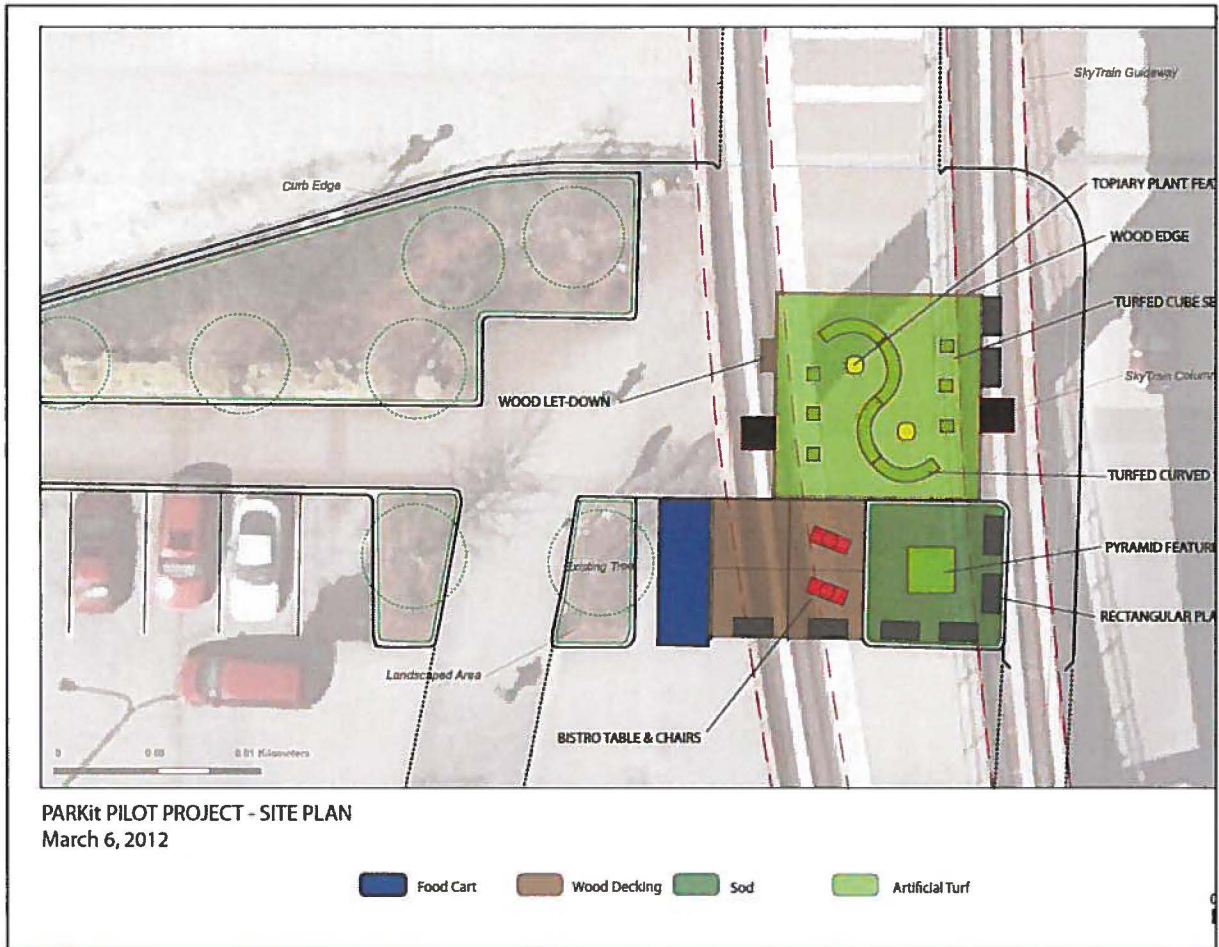 SkyTrain Guideway
Curb Edge
TOPIARY PLANT FEA
WOOD EDGE
TURFED CUBE SE
SkyTrain Column
WOOD LET-DOWN
TURFED CURVED
PYRAMID FEATURE
Existing Tree
RECTANGULAR PLA
Landscaped Area
BISTRO TABLE & CHAIRS
0 0.01 Kilometers
PARKit PILOT PROJECT - SITE PLAN
March 6, 2012
Food Cart Wood Decking Sod Artificial Turf